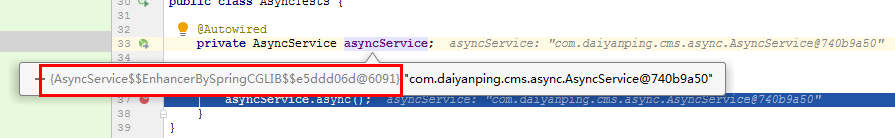 30 public class AsyncTests {
31
32 @Autowired
33 private AsyncService asyncService; asyncService: "com.daiyanping.cms.async.AsyncService@740b9a50"
+ {AsyncService$$EnhancerBySpringCGLIB$$e5ddd06d@6091} "com.daiyanping.cms.async.AsyncService@740b9a50"
37 asyncService.async(); asyncService: "com.daiyanping.cms.async.AsyncService@740b9a50"
38 }
39 }